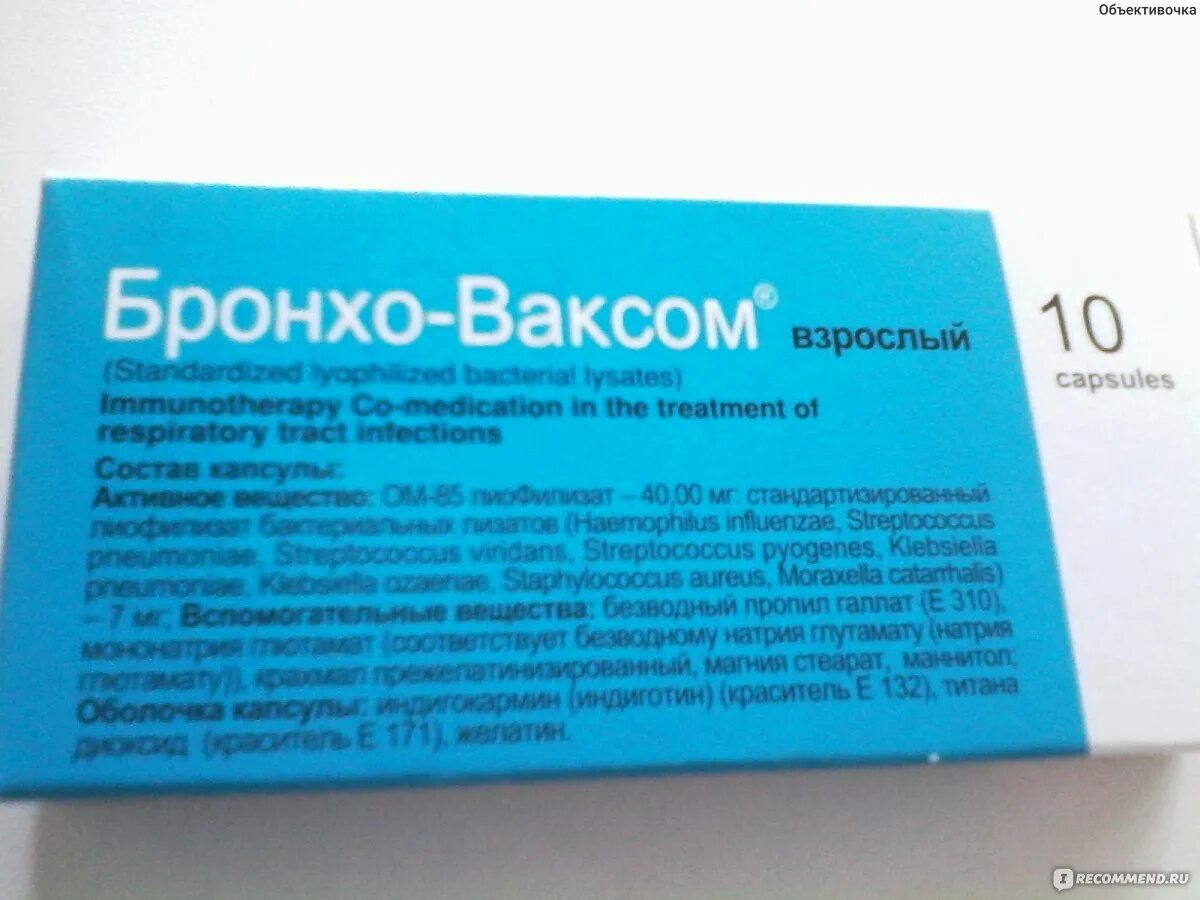 Объективочка
Бронхо-Ваксом® взрослый
10
capsules
(Standardized lyophilized bacterial lysates)
Immunotherapy Co-medication in the treatment of
respiratory tract infections
Состав капсулы:
Активное вещество: ОМ-85 лиофилизат – 40,00 мг: стандартизированный
лиофилизат бактериальных лизатов (Haemophilus influenzae, Streptococcus
pneumoniae, Streptococcus viridans, Streptococcus pyogenes, Klebsiella
pneumoniae, Klebsiella ozaenae, Staphylococcus aureus, Moraxella catarrhalis)
– 7 мг; Вспомогательные вещества: безводный пропил галлат (Е 310),
мононатрия глютамат (соответствует безводному натрия глутамату (натрия
глютамату)), крахмал прежелатинизированный, магния стеарат, маннитол;
Оболочка капсулы: индигокармин (индиготин) (краситель Е 132), титана
диоксид (краситель Е 171), желатин.
IRECOMMEND.RU